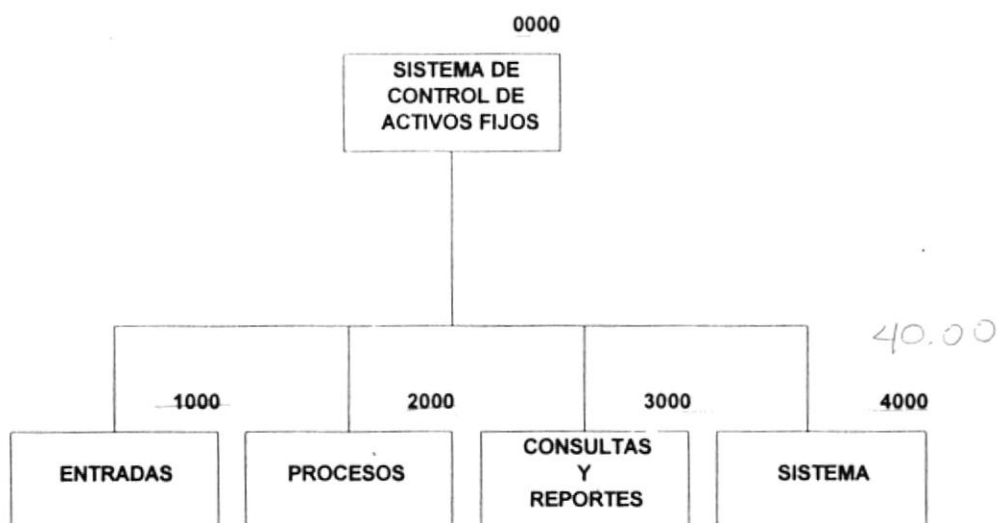 0000
SISTEMA DE
CONTROL DE
ACTIVOS FIJOS
40.00
1000
2000
3000
4000
ENTRADAS
PROCESOS
CONSULTAS
Y
REPORTES
SISTEMA